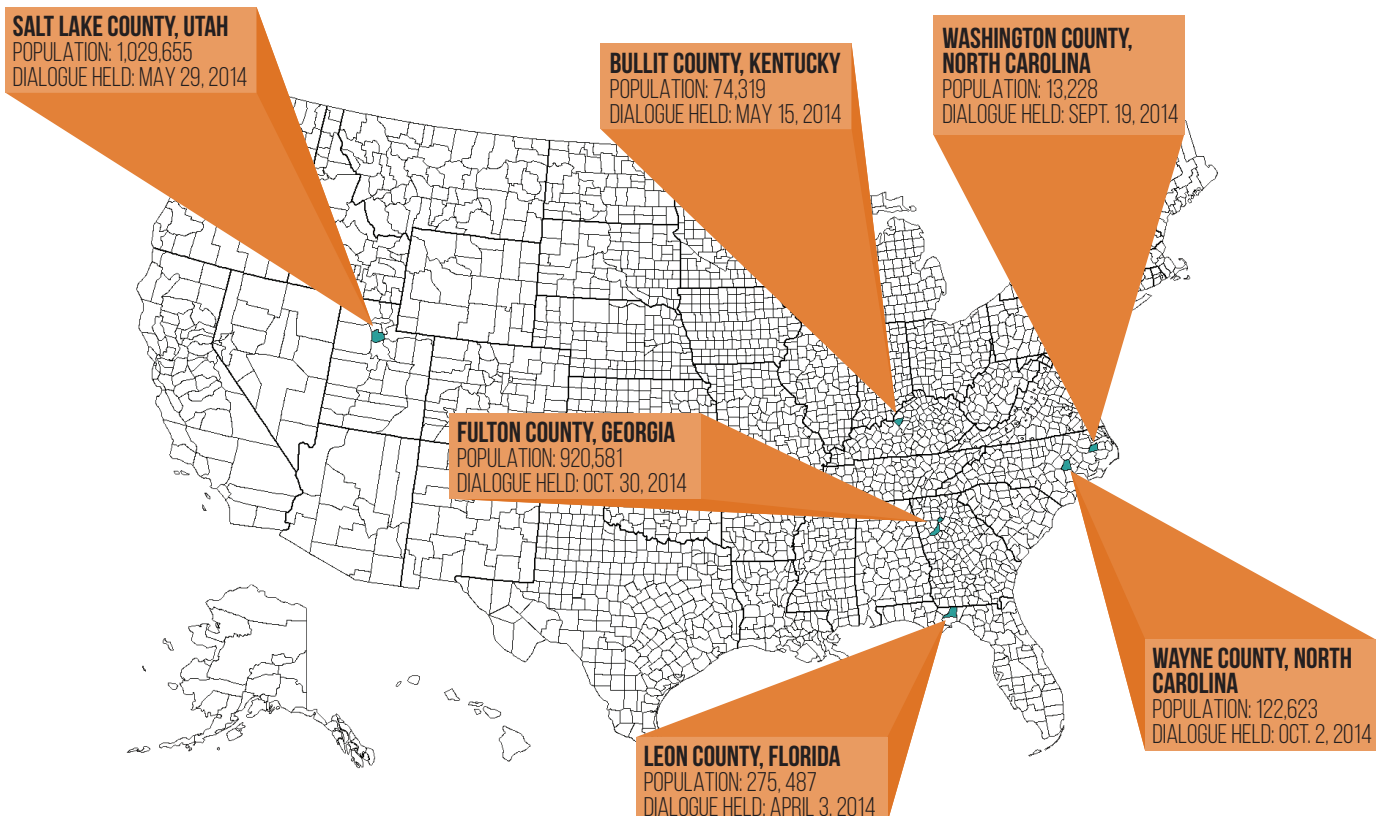 SALT LAKE COUNTY, UTAH
POPULATION: 1,029,655
DIALOGUE HELD: MAY 29, 2014
BULLIT COUNTY, KENTUCKY
POPULATION: 74,319
DIALOGUE HELD: MAY 15, 2014
WASHINGTON COUNTY,
NORTH CAROLINA
POPULATION: 13,228
DIALOGUE HELD: SEPT. 19, 2014
FULTON COUNTY, GEORGIA
POPULATION: 920,581
DIALOGUE HELD: OCT. 30, 2014
WAYNE COUNTY, NORTH
CAROLINA
POPULATION: 122,623
DIALOGUE HELD: OCT. 2, 2014
LEON COUNTY, FLORIDA
POPULATION: 275, 487
DIALOGUE HELD: APRIL 3, 2014